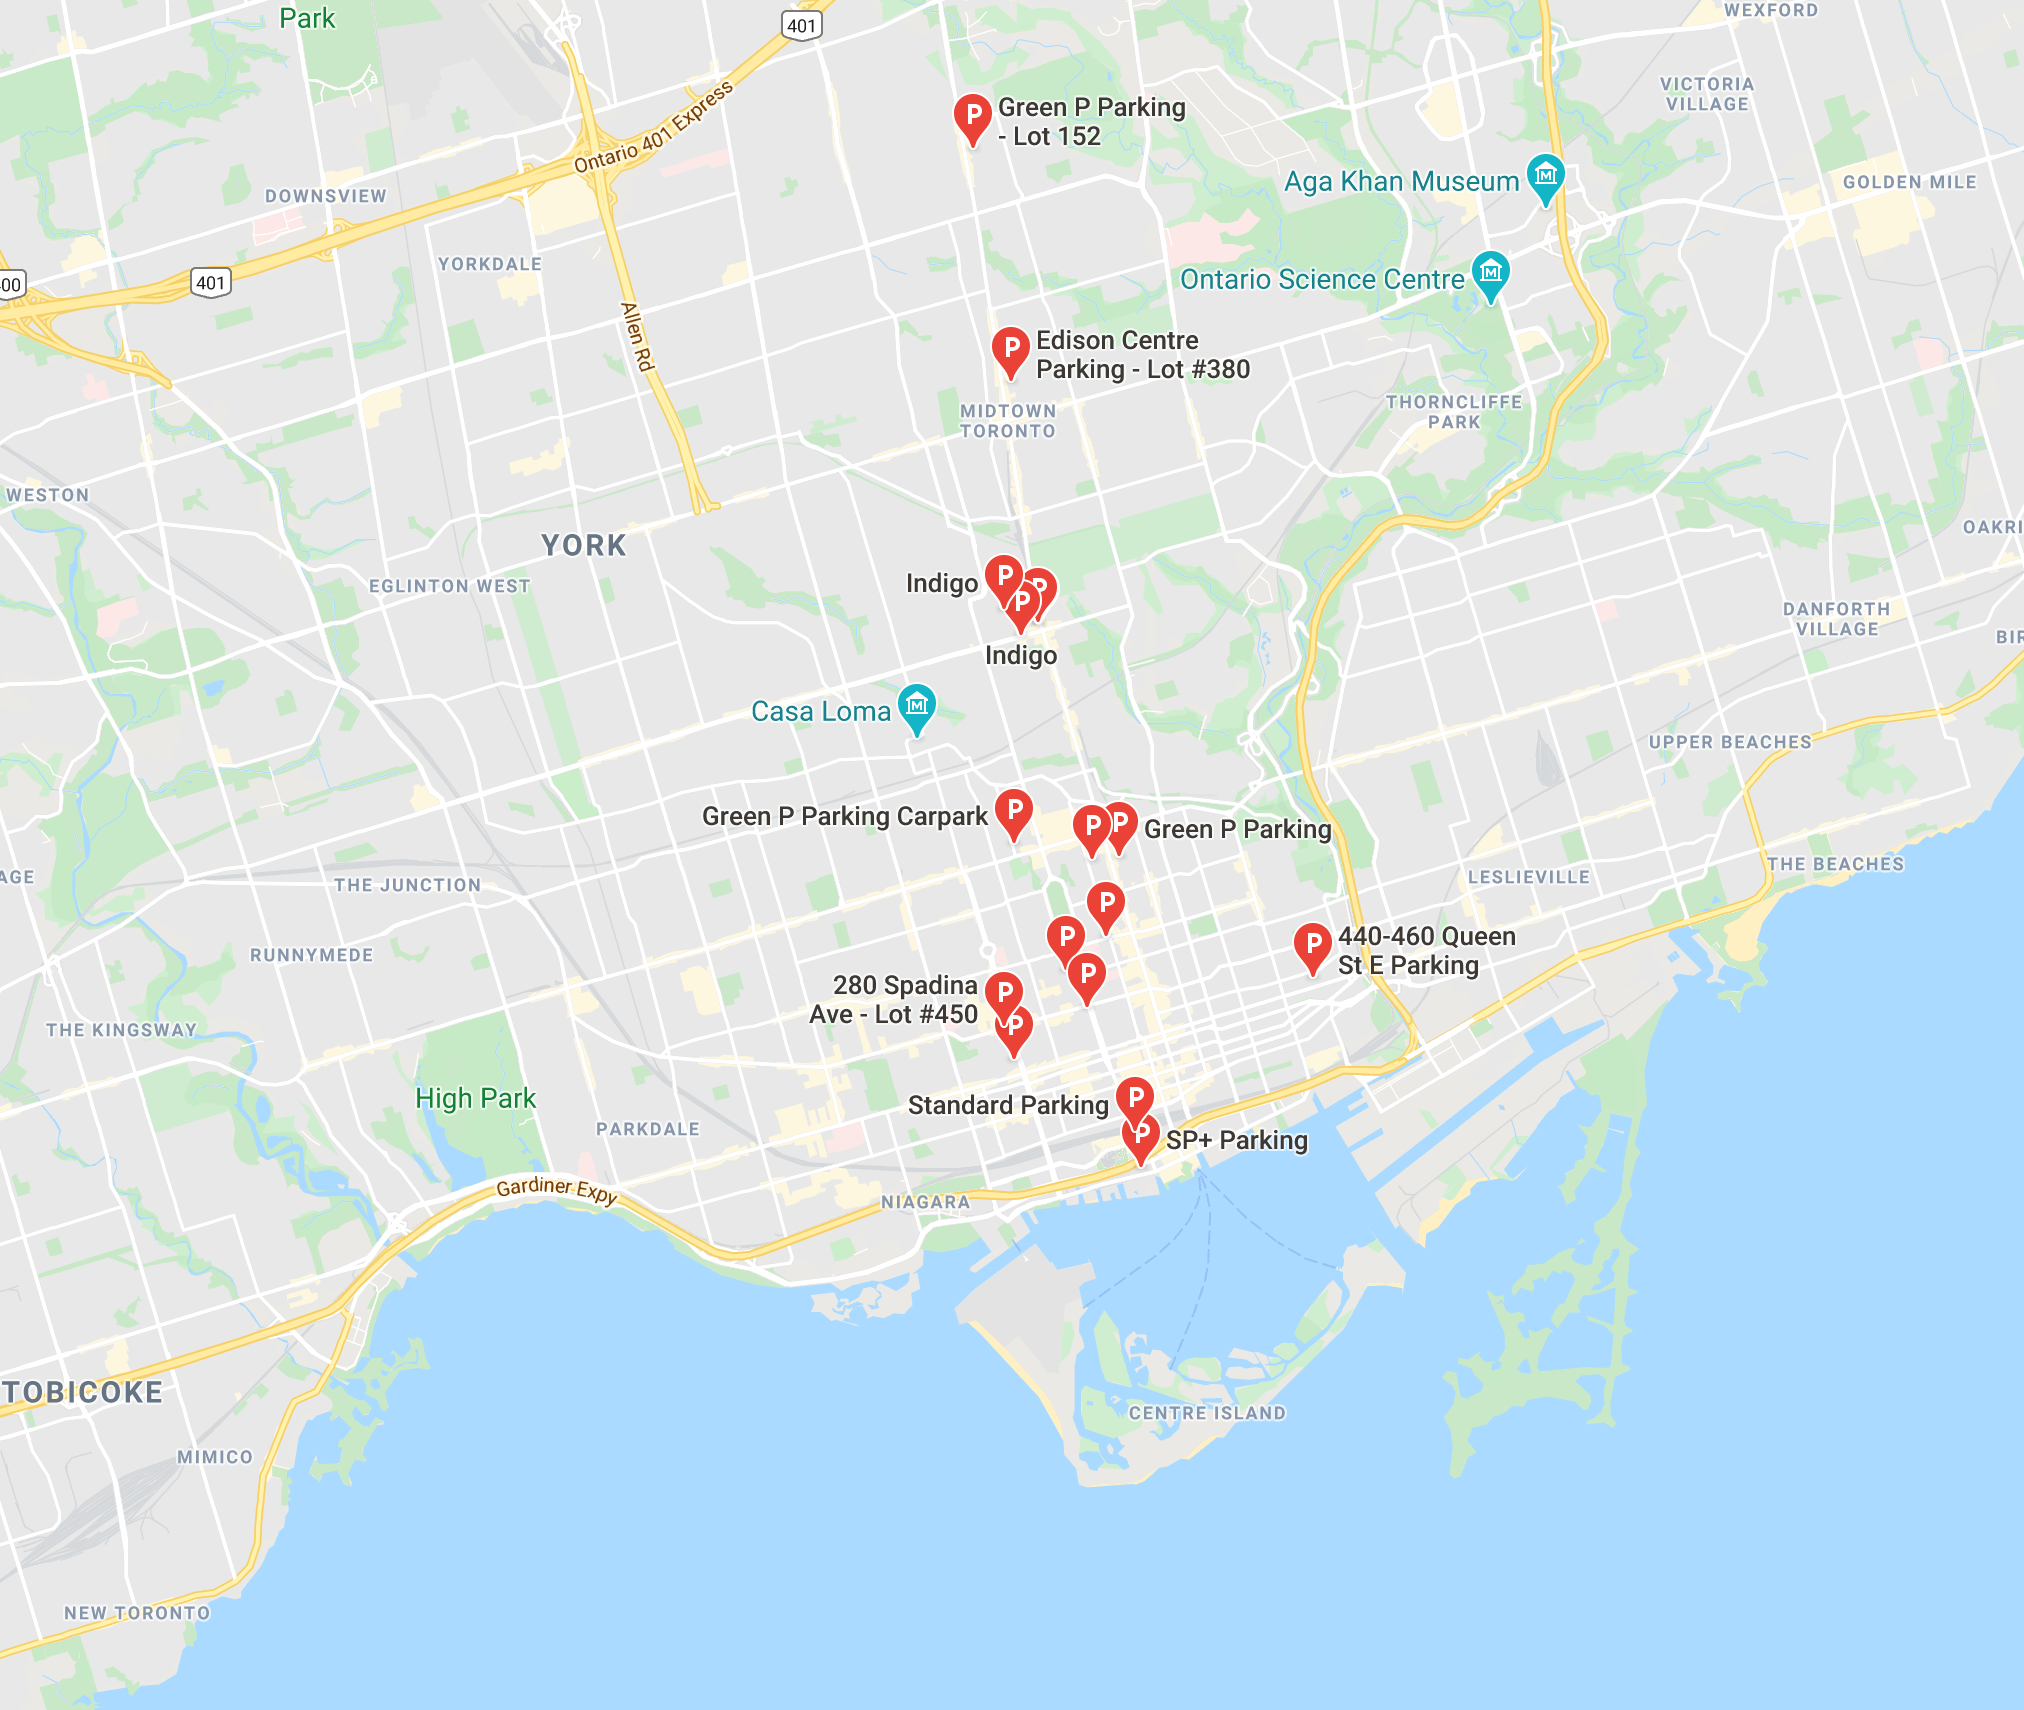 Park
WEXFORD
401
VICTORIA
VILLAGE
Ontario 401 Express
P
Green P Parking
- Lot 152
DOWNSVIEW
Aga Khan Museum
M
GOLDEN MILE
YORKDALE
00
401
Ontario Science Centre
M
Allen Rd
P
Edison Centre
Parking - Lot #380
MIDTOWN
TORONTO
THORNCLIFFE
PARK
WESTON
OAKRI
YORK
EGLINTON WEST
Indigo
P
P
P
Indigo
DANFORTH
VILLAGE
BIR
Casa Loma
M
UPPER BEACHES
Green P Parking Carpark
P
P
P
Green P Parking
THE BEACHES
AGE
THE JUNCTION
LESLIEVILLE
P
P
P
440-460 Queen
St E Parking
RUNNYMEDE
P
280 Spadina
Ave - Lot #450
P
P
THE KINGSWAY
High Park
PARKDALE
Standard Parking
P
P
SP+ Parking
Gardiner Expy
NIAGARA
TOBICOKE
CENTRE ISLAND
MIMICO
NEW TORONTO